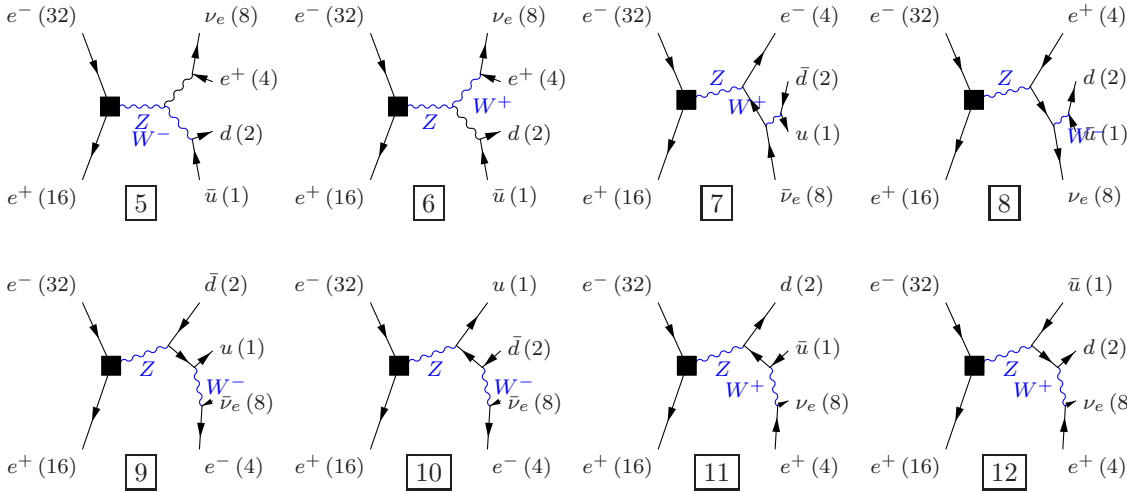 e⁻ (32) ν_e (8) e⁻ (32) ν_e (8) e⁻ (32) e⁻ (4) e⁻ (32) e⁺ (4)
e⁺ (4) e⁺ (4) d̄ (2) d (2)
Z W⁻ d (2) Z W⁺ d (2) Z W⁺ u (1) Z W⁻ ū (1)
e⁺ (16) ū (1) e⁺ (16) ū (1) e⁺ (16) ν̄_e (8) e⁺ (16) ν_e (8)
5 6 7 8
e⁻ (32) d̄ (2) e⁻ (32) u (1) e⁻ (32) d (2) e⁻ (32) ū (1)
Z u (1) Z d̄ (2) Z ū (1) Z d (2)
W⁻ ν̄_e (8) W⁻ ν̄_e (8) W⁺ ν_e (8) W⁺ ν_e (8
e⁺ (16) e⁻ (4) e⁺ (16) e⁻ (4) e⁺ (16) e⁺ (4) e⁺ (16) e⁺ (4)
9 10 11 12